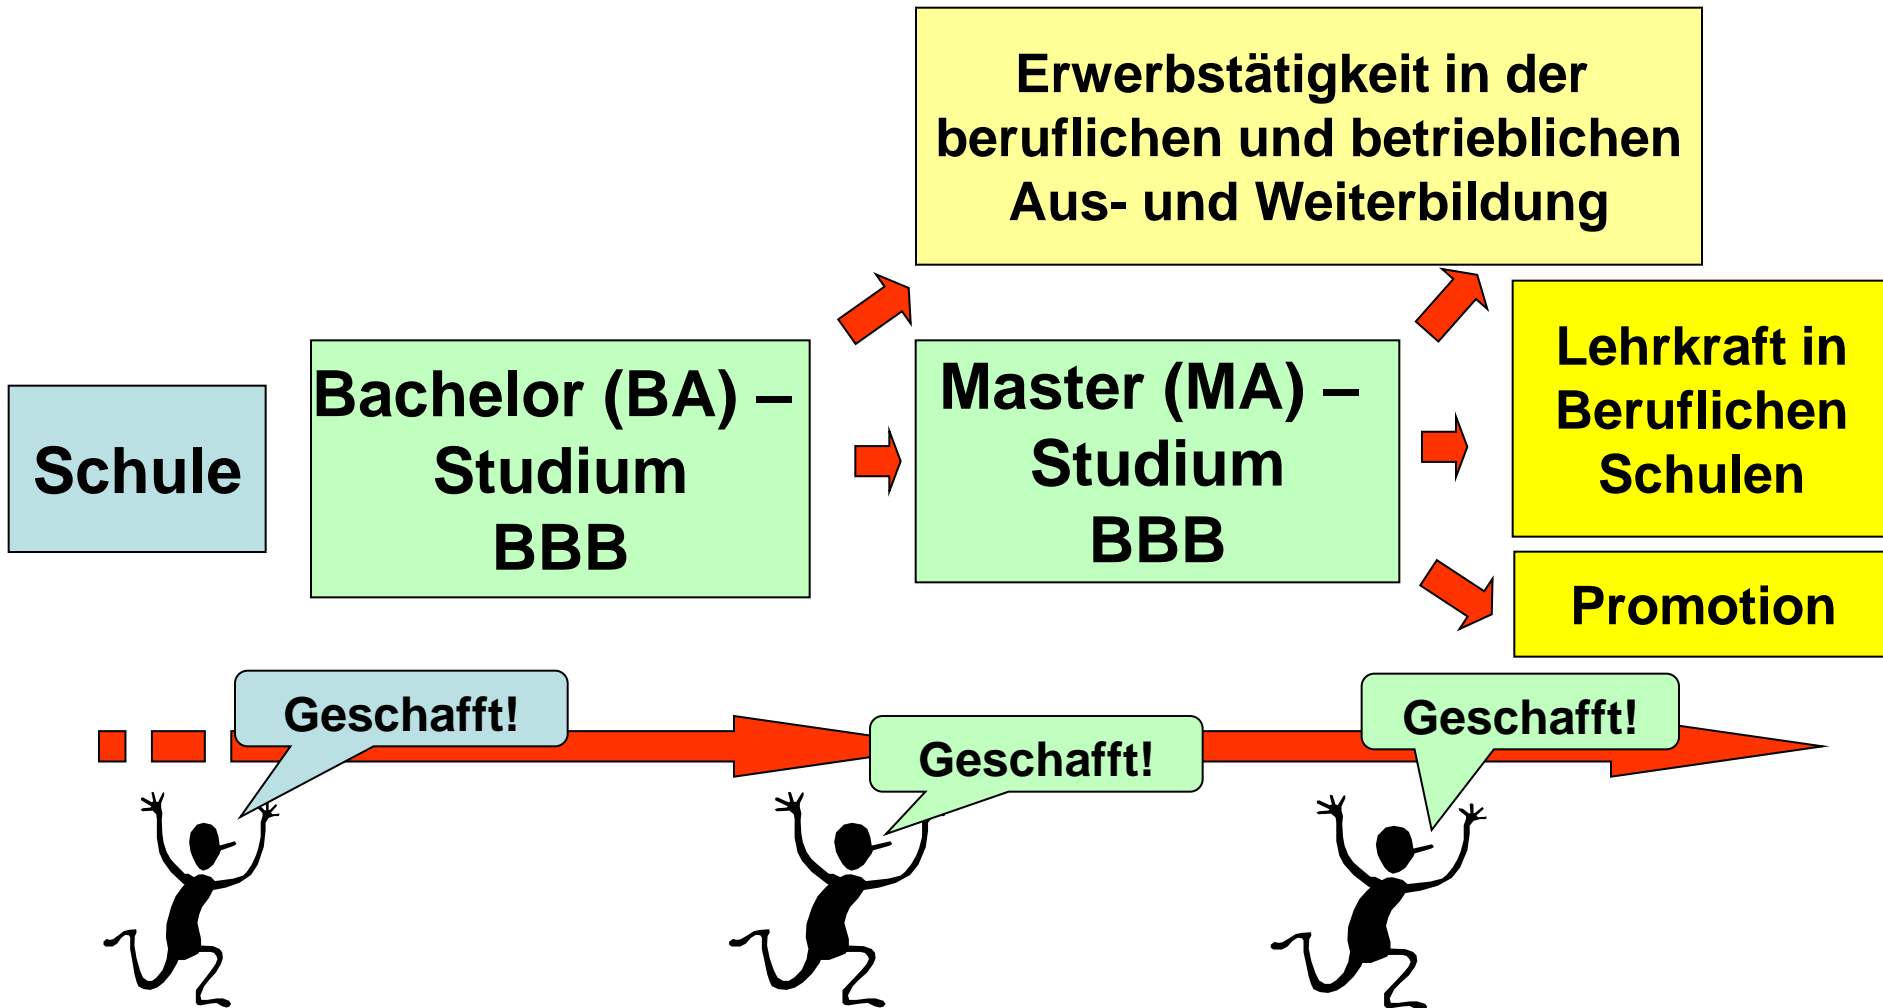 Erwerbstätigkeit in der
beruflichen und betrieblichen
Aus- und Weiterbildung
Schule
Bachelor (BA) –
Studium
BBB
Master (MA) –
Studium
BBB
Lehrkraft in
Beruflichen
Schulen
Promotion
Geschafft!
Geschafft!
Geschafft!